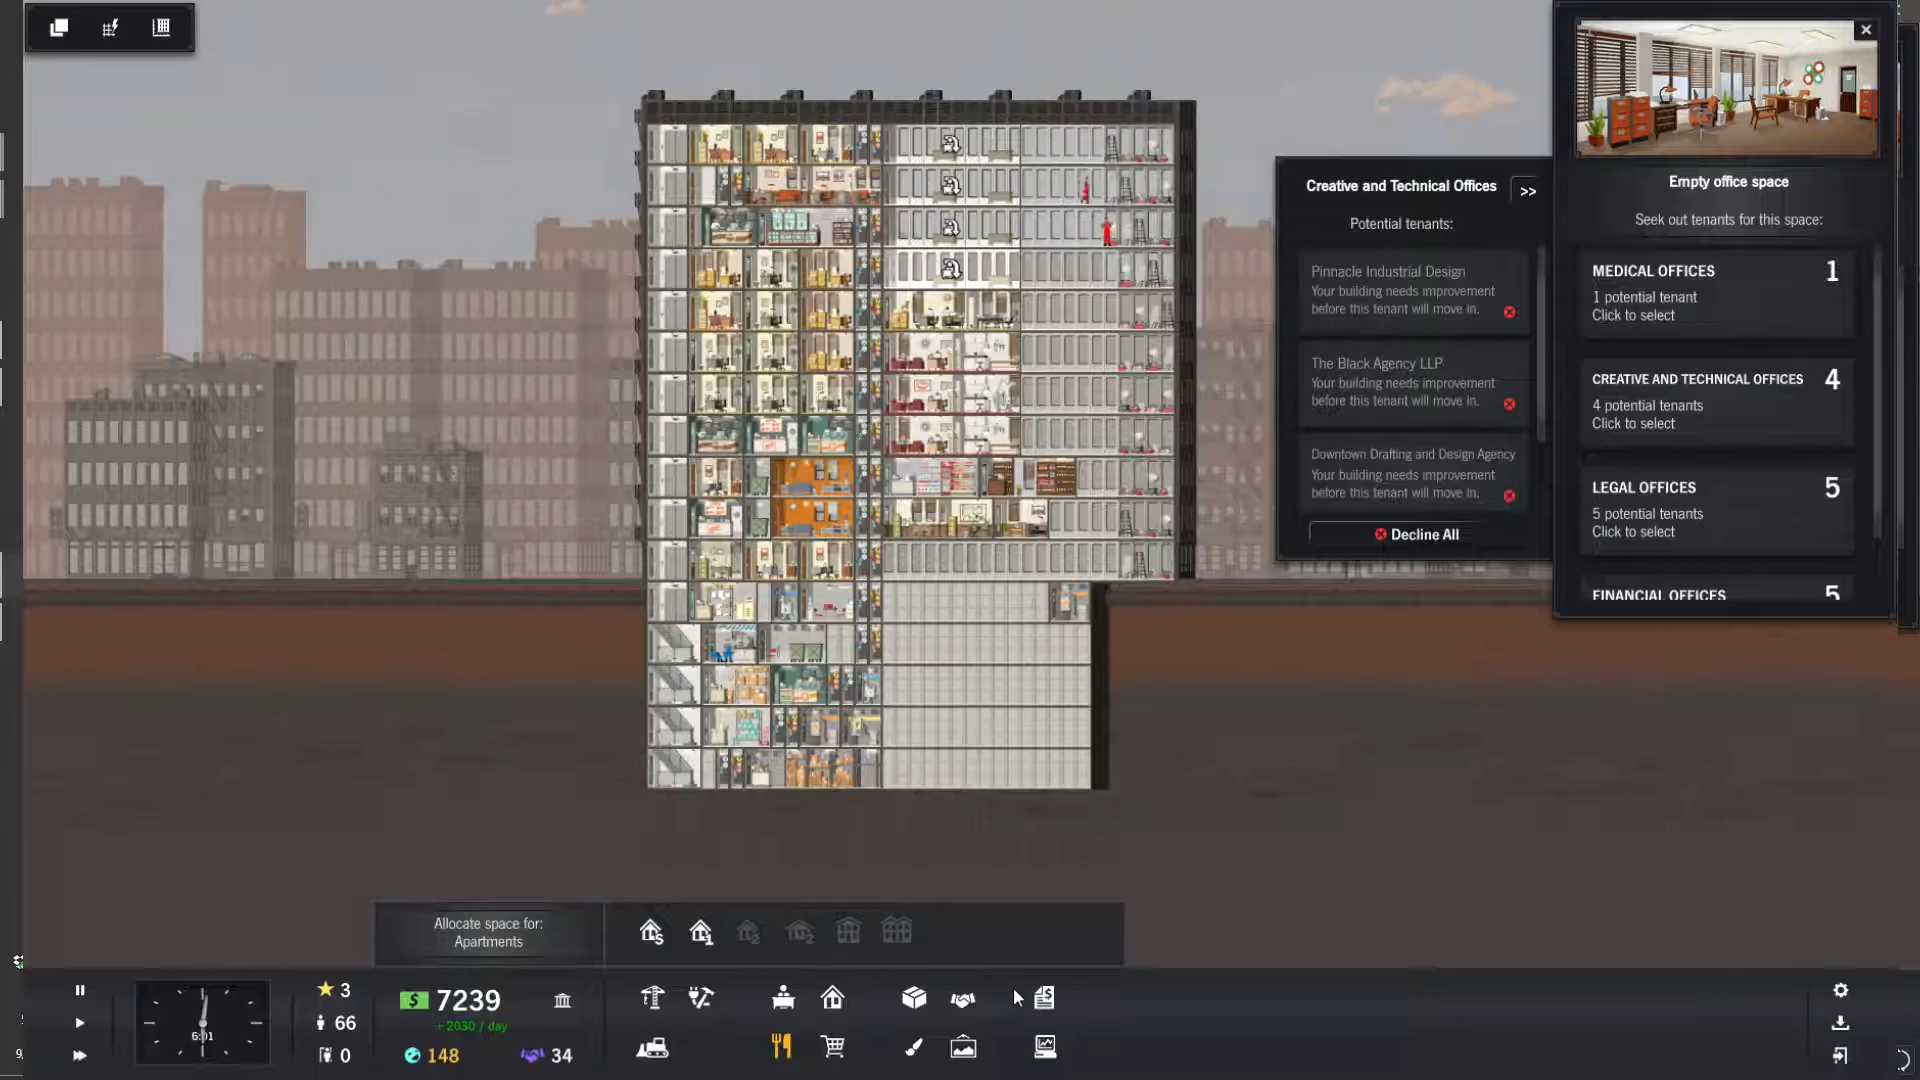 Empty office space
Seek out tenants for this space:
MEDICAL OFFICES 1
1 potential tenant
Click to select
CREATIVE AND TECHNICAL OFFICES 4
4 potential tenants
Click to select
LEGAL OFFICES 5
5 potential tenants
Click to select
FINANCIAL OFFICES 5
Creative and Technical Offices >>
Potential tenants:
Pinnacle Industrial Design
Your building needs improvement
before this tenant will move in.
The Black Agency LLP
Your building needs improvement
before this tenant will move in.
Downtown Drafting and Design Agency
Your building needs improvement
before this tenant will move in.
Decline All
Allocate space for:
Apartments
6:01
3
66
0
$ 7239
+ 2030 / day
148
34